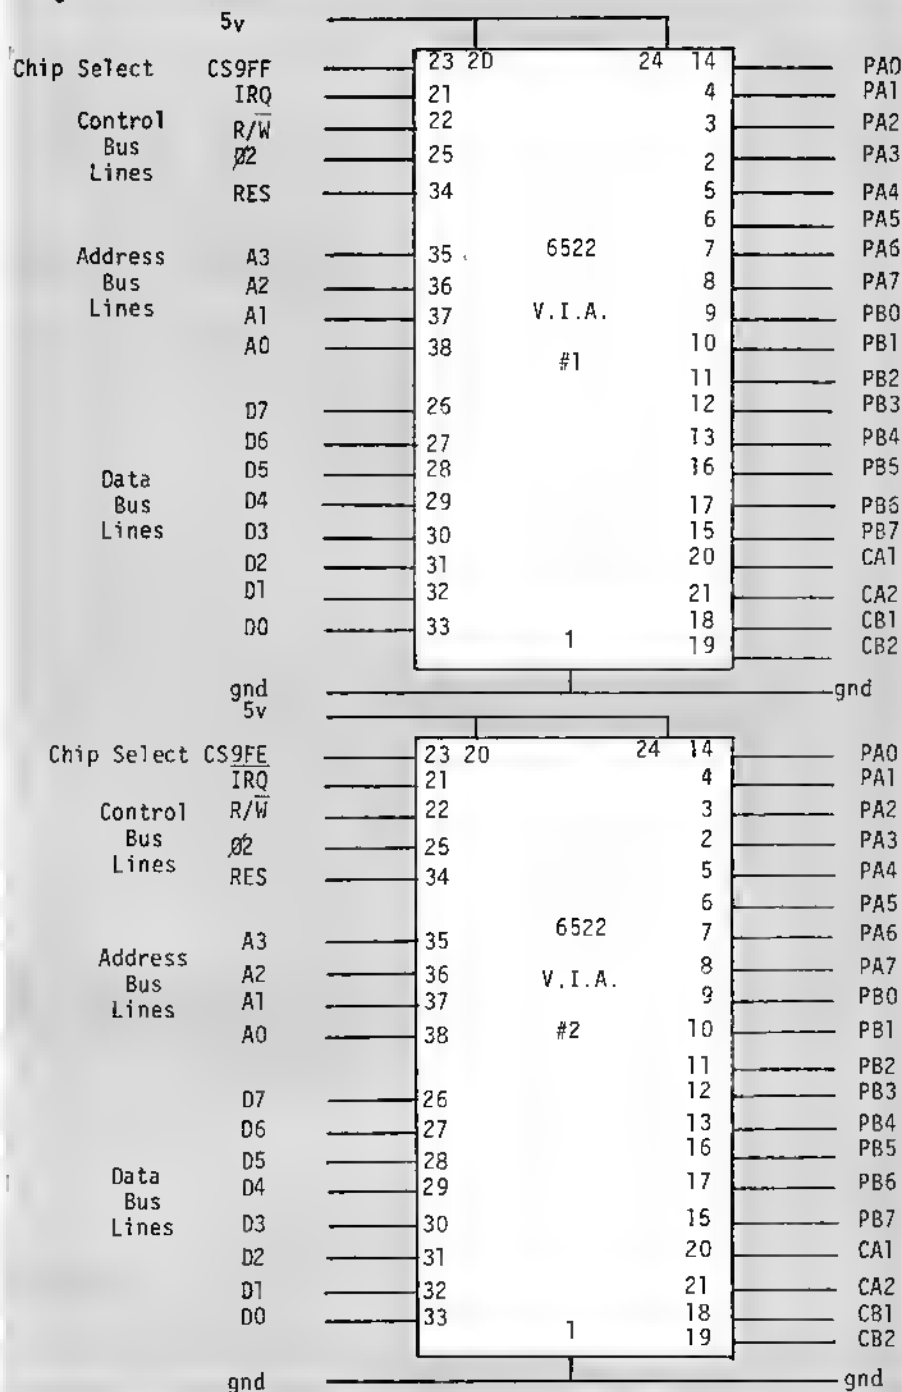 5v
Chip Select CS9FF 23 20 24 14 PA0
IRQ 21 4 PA1
Control Bus Lines
R/W 22 3 PA2
Ø2 25 2 PA3
RES 34 5 PA4
6 PA5
Address Bus Lines
A3 35 6522 7 PA6
A2 36 8 PA7
A1 37 V.I.A. 9 PB0
A0 38 #1 10 PB1
11 PB2
D7 26 12 PB3
D6 27 13 PB4
Data Bus Lines
D5 28 16 PB5
D4 29 17 PB6
D3 30 15 PB7
D2 31 20 CA1
D1 32 21 CA2
D0 33 18 CB1
1 19 CB2
gnd gnd
5v
Chip Select CS9FE 23 20 24 14 PA0
IRQ 21 4 PA1
Control Bus Lines
R/W 22 3 PA2
Ø2 25 2 PA3
RES 34 5 PA4
6 PA5
Address Bus Lines
A3 35 6522 7 PA6
A2 36 V.I.A. 8 PA7
A1 37 9 PB0
A0 38 #2 10 PB1
11 PB2
D7 26 12 PB3
D6 27 13 PB4
Data Bus Lines
D5 28 16 PB5
D4 29 17 PB6
D3 30 15 PB7
D2 31 20 CA1
D1 32 21 CA2
D0 33 18 CB1
1 19 CB2
gnd gnd